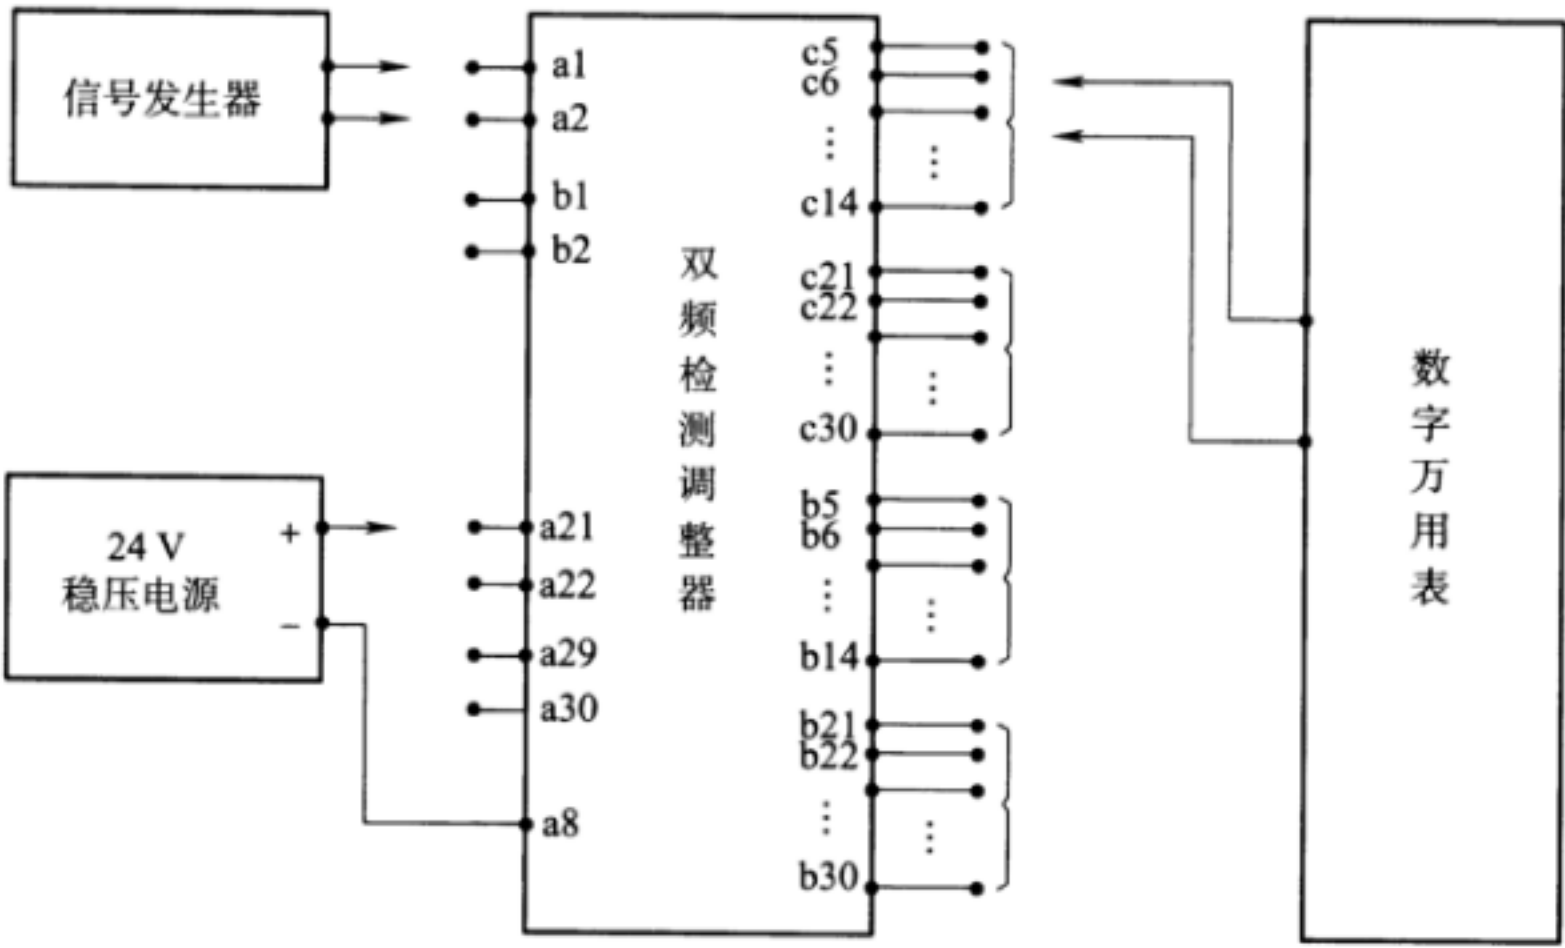 信号发生器
24 V
稳压电源
+
−
a1
a2
b1
b2
a21
a22
a29
a30
a8
双频检测调整器
c5
c6
⋮
⋮
c14
c21
c22
⋮
⋮
c30
b5
b6
⋮
⋮
b14
b21
b22
⋮
⋮
b30
数字万用表